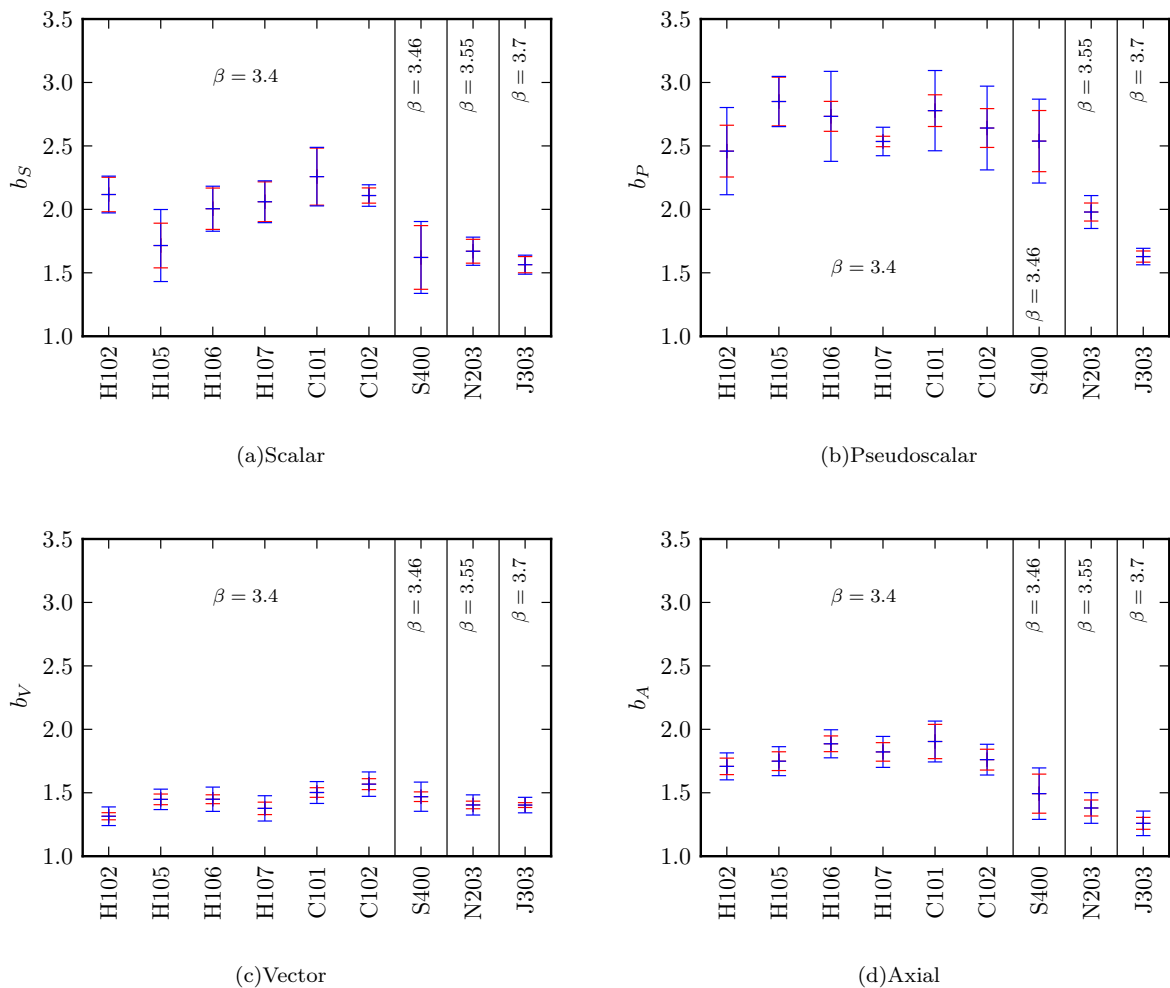 3.5
3.0
2.5
2.0
1.5
1.0
b_S
β = 3.4
β = 3.46
β = 3.55
β = 3.7
H102
H105
H106
H107
C101
C102
S400
N203
J303
(a)Scalar
3.5
3.0
2.5
2.0
1.5
1.0
b_P
β = 3.4
β = 3.46
β = 3.55
β = 3.7
H102
H105
H106
H107
C101
C102
S400
N203
J303
(b)Pseudoscalar
3.5
3.0
2.5
2.0
1.5
1.0
b_V
β = 3.4
β = 3.46
β = 3.55
β = 3.7
H102
H105
H106
H107
C101
C102
S400
N203
J303
(c)Vector
3.5
3.0
2.5
2.0
1.5
1.0
b_A
β = 3.4
β = 3.46
β = 3.55
β = 3.7
H102
H105
H106
H107
C101
C102
S400
N203
J303
(d)Axial